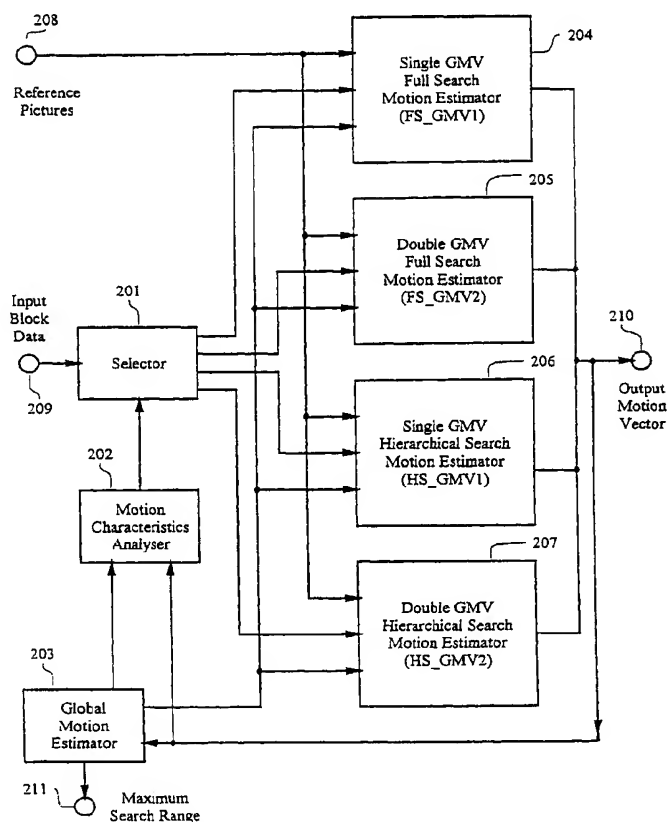 208
Reference
Pictures
204
Single GMV
Full Search
Motion Estimator
(FS_GMV1)
205
Double GMV
Full Search
Motion Estimator
(FS_GMV2)
Input
Block
Data
209
201
Selector
210
Output
Motion
Vector
206
Single GMV
Hierarchical Search
Motion Estimator
(HS_GMV1)
202
Motion
Characteristics
Analyser
207
Double GMV
Hierarchical Search
Motion Estimator
(HS_GMV2)
203
Global
Motion
Estimator
211
Maximum
Search Range